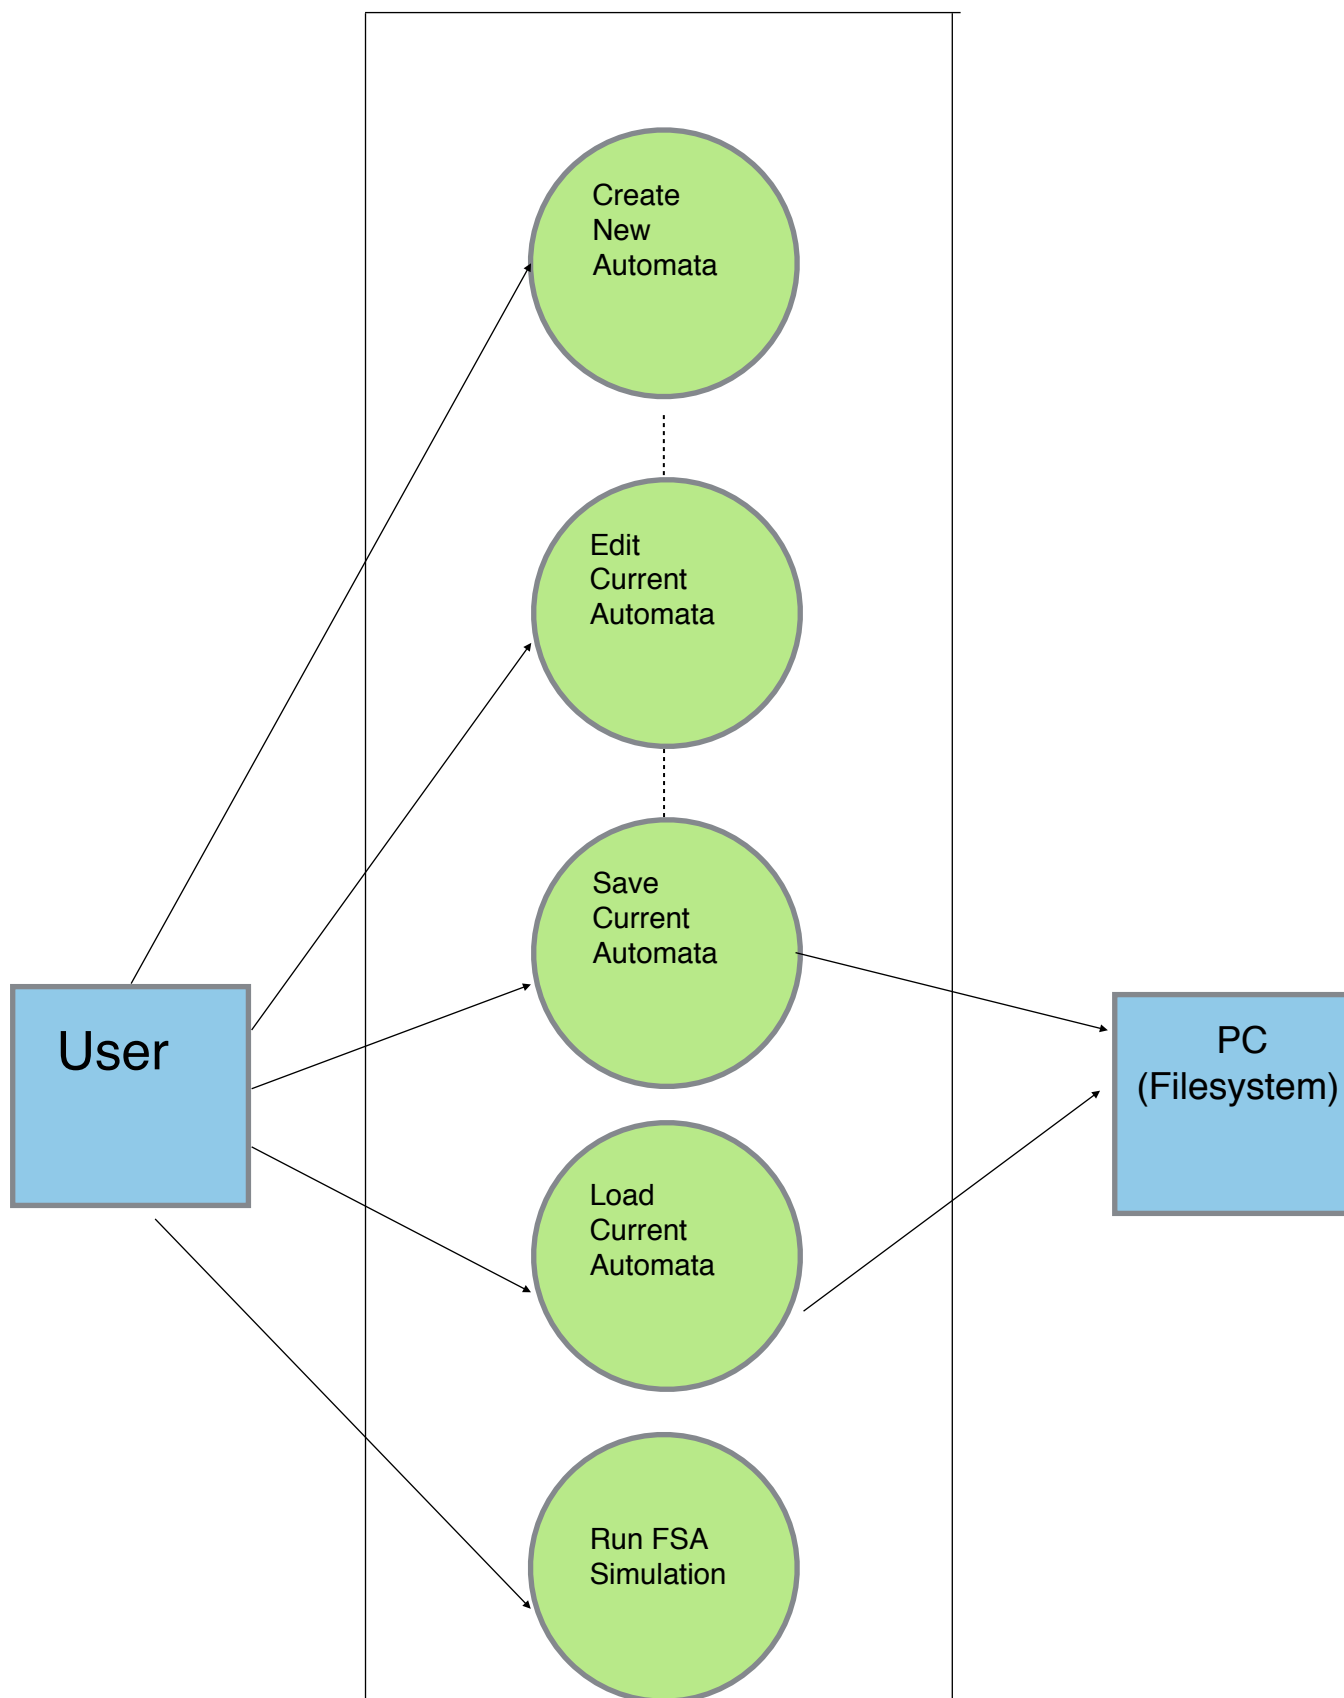 Create
New
Automata
Edit
Current
Automata
Save
Current
Automata
User
PC
(Filesystem)
Load
Current
Automata
Run FSA
Simulation